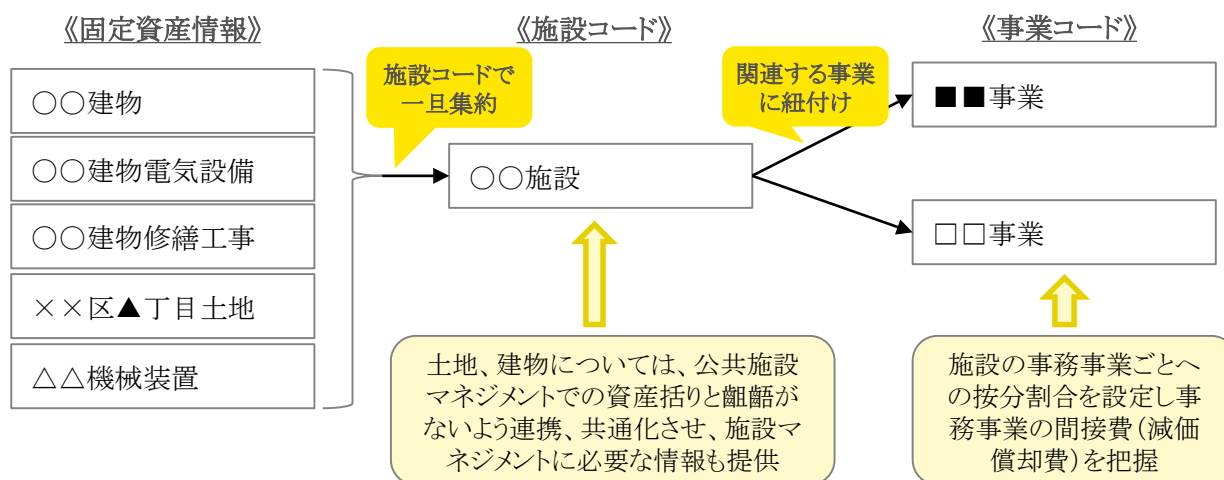 《固定資産情報》
《施設コード》
《事業コード》
○○建物
○○建物電気設備
○○建物修繕工事
××区▲丁目土地
△△機械装置
施設コードで
一旦集約
○○施設
関連する事業
に紐付け
■■事業
□□事業
土地、建物については、公共施設
マネジメントでの資産括りと齟齬が
ないよう連携、共通化させ、施設マ
ネジメントに必要な情報も提供
施設の事務事業ごとへ
の按分割合を設定し事
務事業の間接費(減価
償却費)を把握